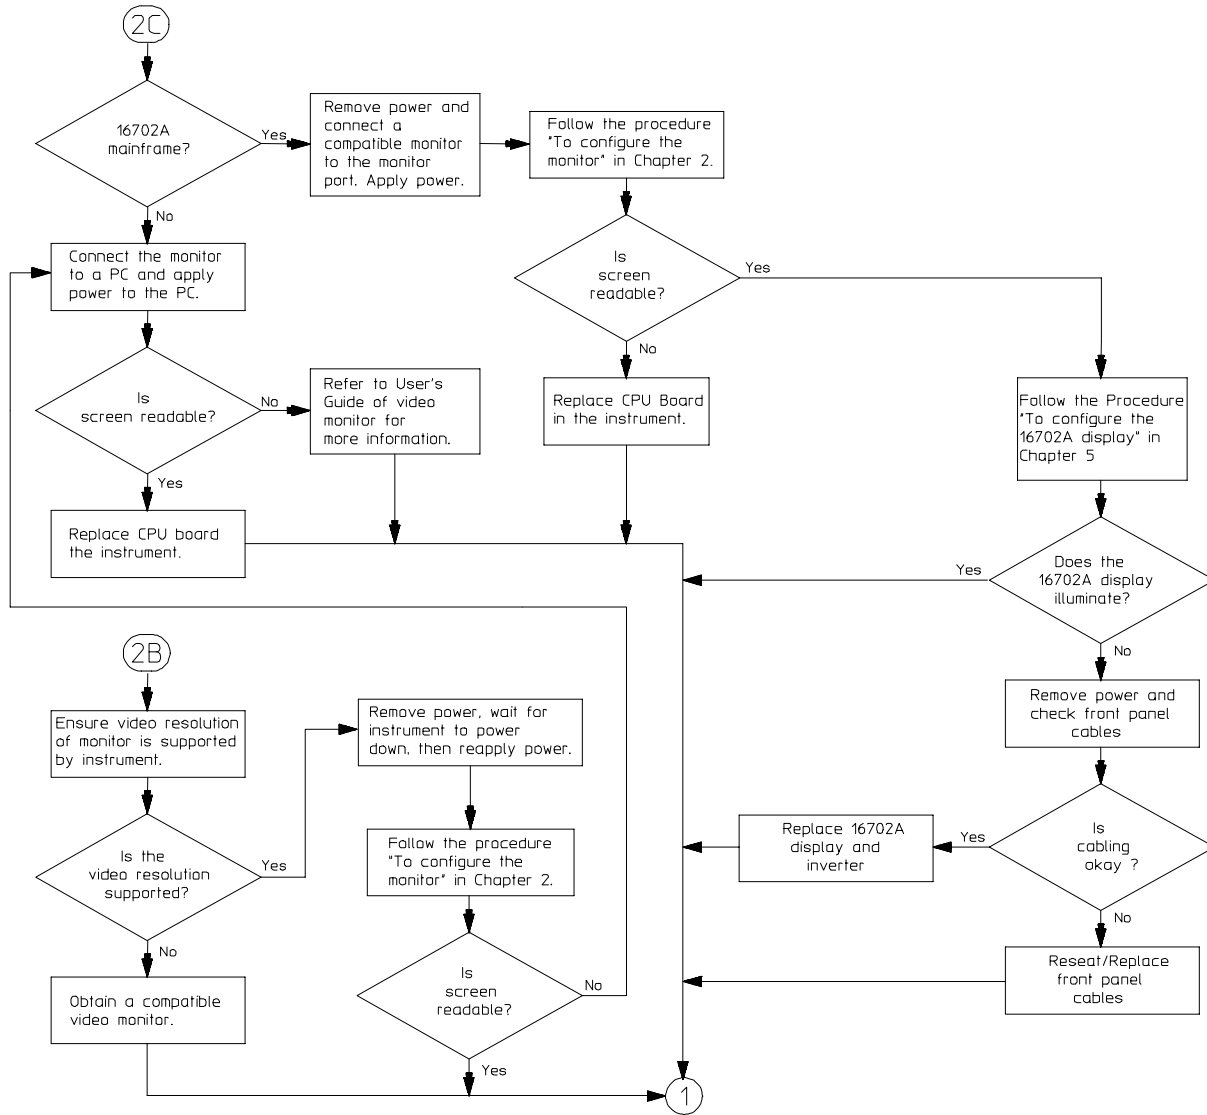 2C
16702A
mainframe?
Yes
Remove power and
connect a
compatible monitor
to the monitor
port. Apply power.
Follow the procedure
"To configure the
monitor" in Chapter 2.
No
Connect the monitor
to a PC and apply
power to the PC.
Is
screen
readable?
Yes
No
Is
screen readable?
No
Refer to User's
Guide of video
monitor for
more information.
Replace CPU Board
in the instrument.
Follow the Procedure
"To configure the
16702A display" in
Chapter 5
Yes
Replace CPU board
the instrument.
Does the
16702A display
illuminate?
Yes
No
2B
Ensure video resolution
of monitor is supported
by instrument.
Remove power, wait for
instrument to power
down, then reapply power.
Remove power and
check front panel
cables
Is the
video resolution
supported?
Yes
Follow the procedure
"To configure the
monitor" in Chapter 2.
Replace 16702A
display and
inverter
Yes
Is
cabling
okay ?
No
No
Obtain a compatible
video monitor.
Is
screen
readable?
No
Reseat/Replace
front panel
cables
Yes
1